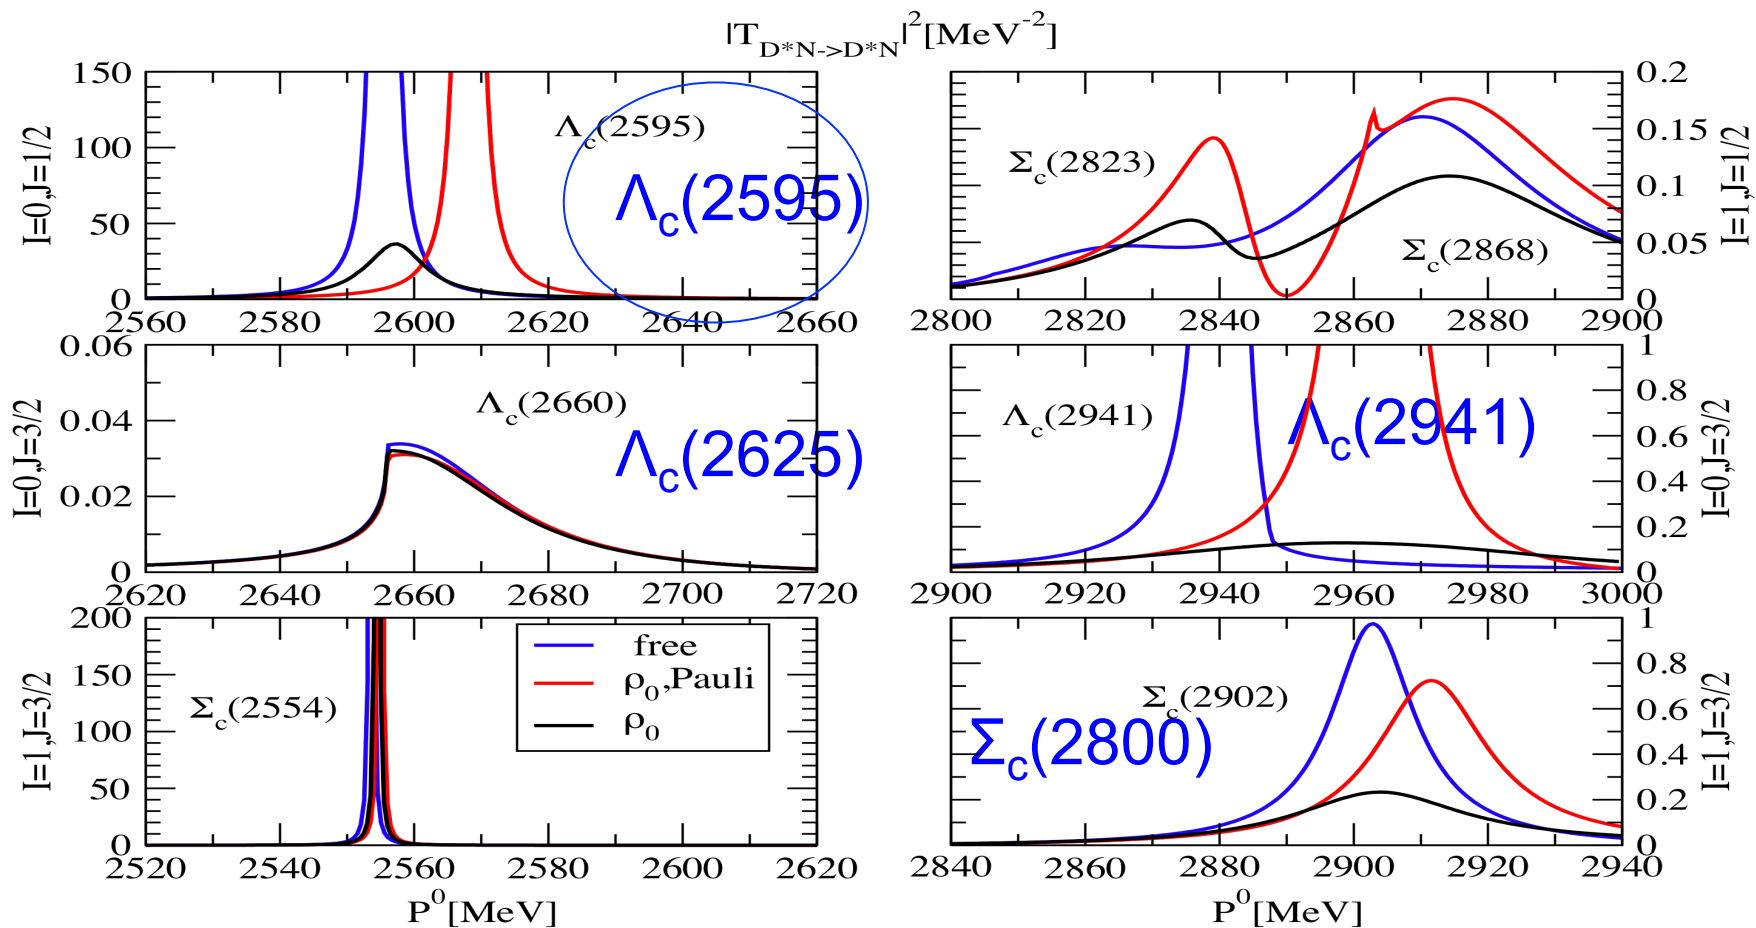 |T_{D*N->D*N}|²[MeV⁻²]
150
100
50
0
I=0,J=1/2
Λc(2595)
Λc(2595)
2560 2580 2600 2620 2640 2660
0.2
0.15
0.1
0.05
0
I=1,J=1/2
Σc(2823)
Σc(2868)
2800 2820 2840 2860 2880 2900
0.06
0.04
0.02
0
I=0,J=3/2
Λc(2660)
Λc(2625)
2620 2640 2660 2680 2700 2720
1
0.8
0.6
0.4
0.2
0
I=0,J=3/2
Λc(2941)
Λc(2941)
2900 2920 2940 2960 2980 3000
200
150
100
50
0
I=1,J=3/2
Σc(2554)
free
ρ₀,Pauli
ρ₀
2520 2540 2560 2580 2600 2620
P⁰[MeV]
1
0.8
0.6
0.4
0.2
0
I=1,J=3/2
Σc(2902)
Σc(2800)
2840 2860 2880 2900 2920 2940
P⁰[MeV]